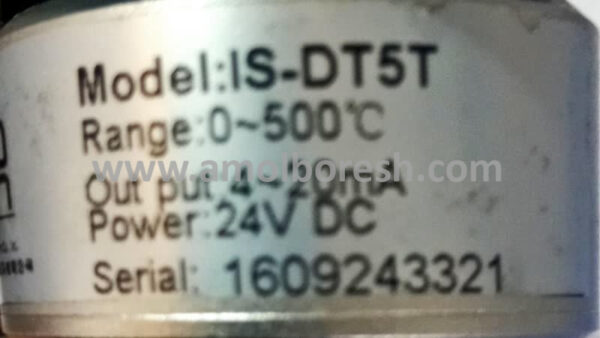 Model:IS-DT5T
Range:0~500℃
www.amolboresh.com
Out put 4~20mA
Power:24V DC
Serial: 1609243321